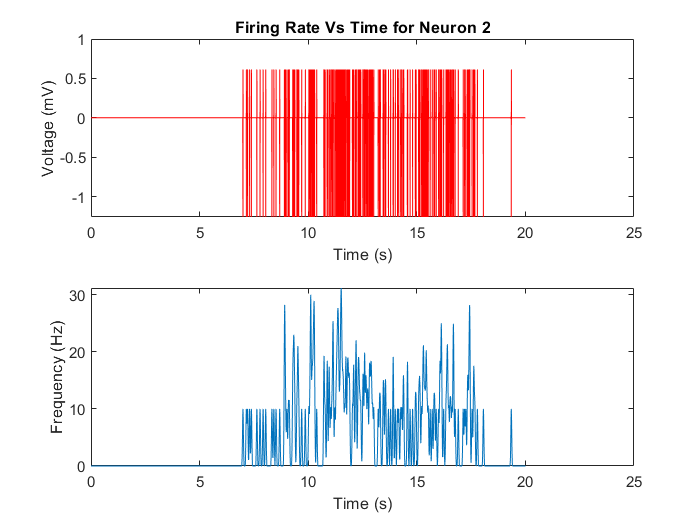 Firing Rate Vs Time for Neuron 2
1
0.5
0
-0.5
-1
Voltage (mV)
0 5 10 15 20 25
Time (s)
30
20
10
0
Frequency (Hz)
0 5 10 15 20 25
Time (s)